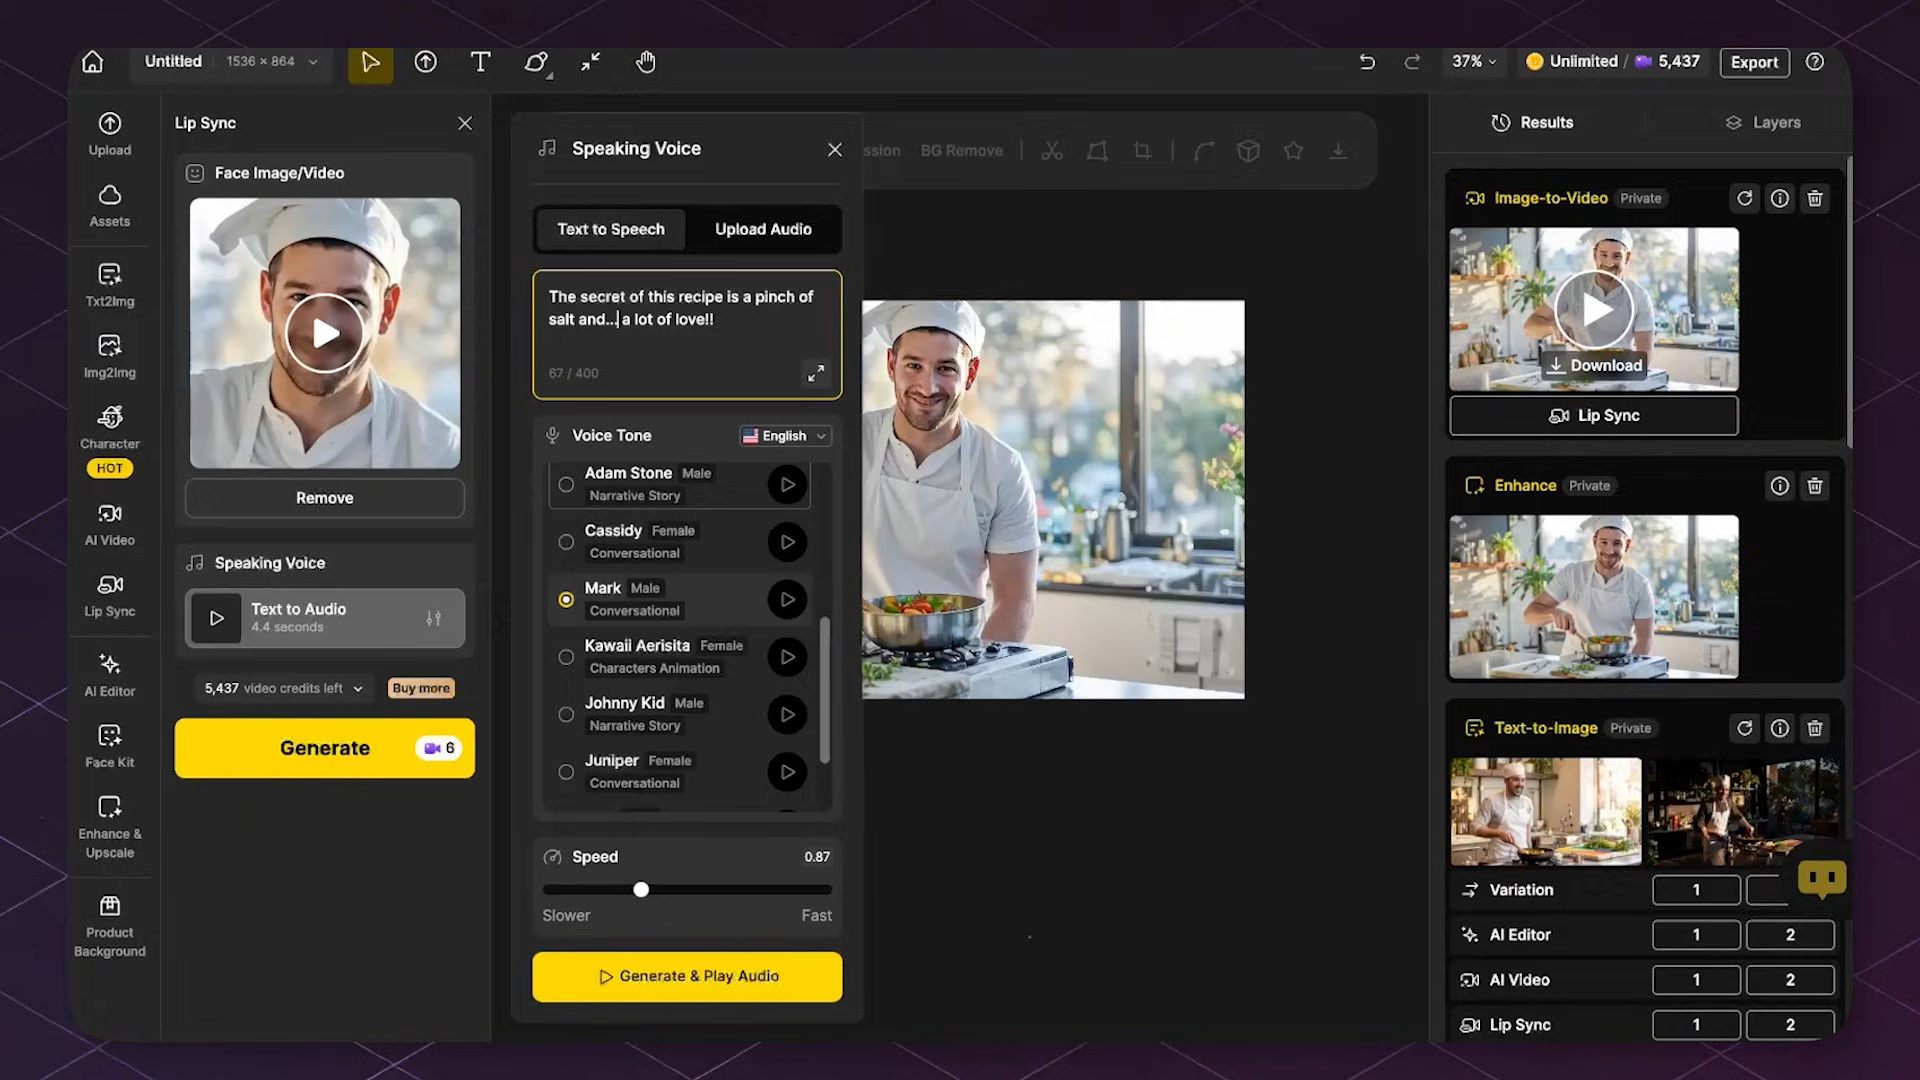 Untitled
1536 × 864
37%
Unlimited / 5,437
Export
Upload
Assets
Txt2Img
Img2Img
Character
HOT
AI Video
Lip Sync
AI Editor
Face Kit
Enhance &
Upscale
Product
Background
Lip Sync
Face Image/Video
Remove
Speaking Voice
Text to Audio
4.4 seconds
5,437 video credits left
Buy more
Generate
6
Speaking Voice
Text to Speech
Upload Audio
The secret of this recipe is a pinch of
salt and... a lot of love!!
67 / 400
Voice Tone
English
Adam Stone Male
Narrative Story
Cassidy Female
Conversational
Mark Male
Conversational
Kawaii Aerisita Female
Characters Animation
Johnny Kid Male
Narrative Story
Juniper Female
Conversational
Speed
0.87
Slower
Fast
Generate & Play Audio
ssion
BG Remove
Results
Layers
Image-to-Video Private
Download
Lip Sync
Enhance Private
Text-to-Image Private
Variation 1
AI Editor 1 2
AI Video 1 2
Lip Sync 1 2